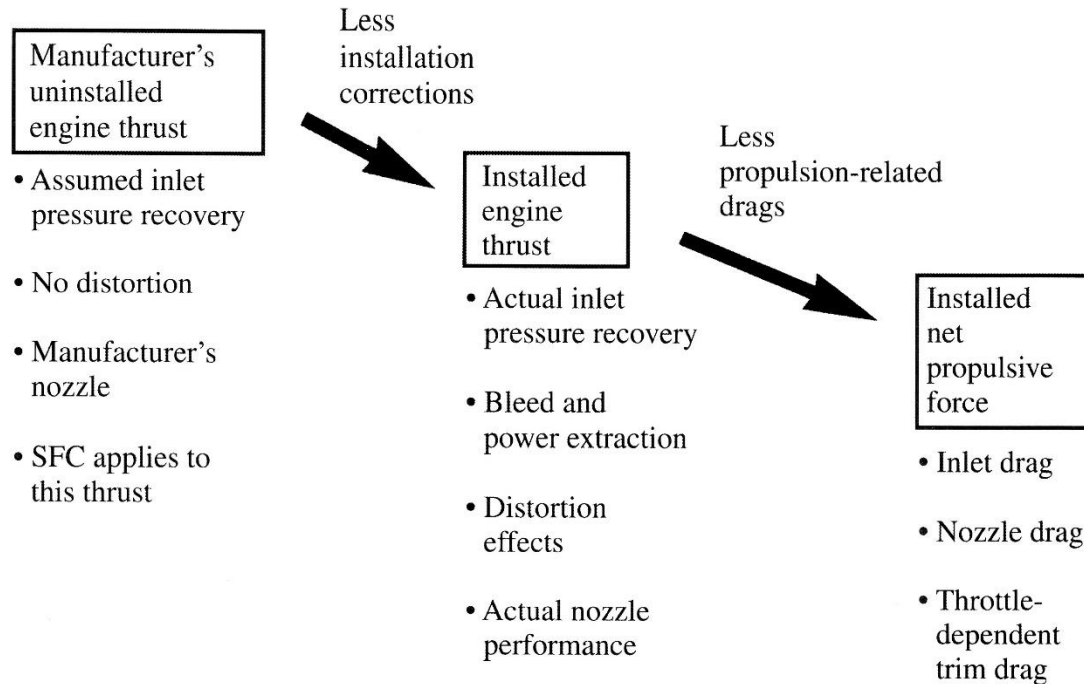 Manufacturer's
uninstalled
engine thrust
• Assumed inlet
pressure recovery
• No distortion
• Manufacturer's
nozzle
• SFC applies to
this thrust
Less
installation
corrections
Installed
engine
thrust
• Actual inlet
pressure recovery
• Bleed and
power extraction
• Distortion
effects
• Actual nozzle
performance
Less
propulsion-related
drags
Installed
net
propulsive
force
• Inlet drag
• Nozzle drag
• Throttle-
dependent
trim drag